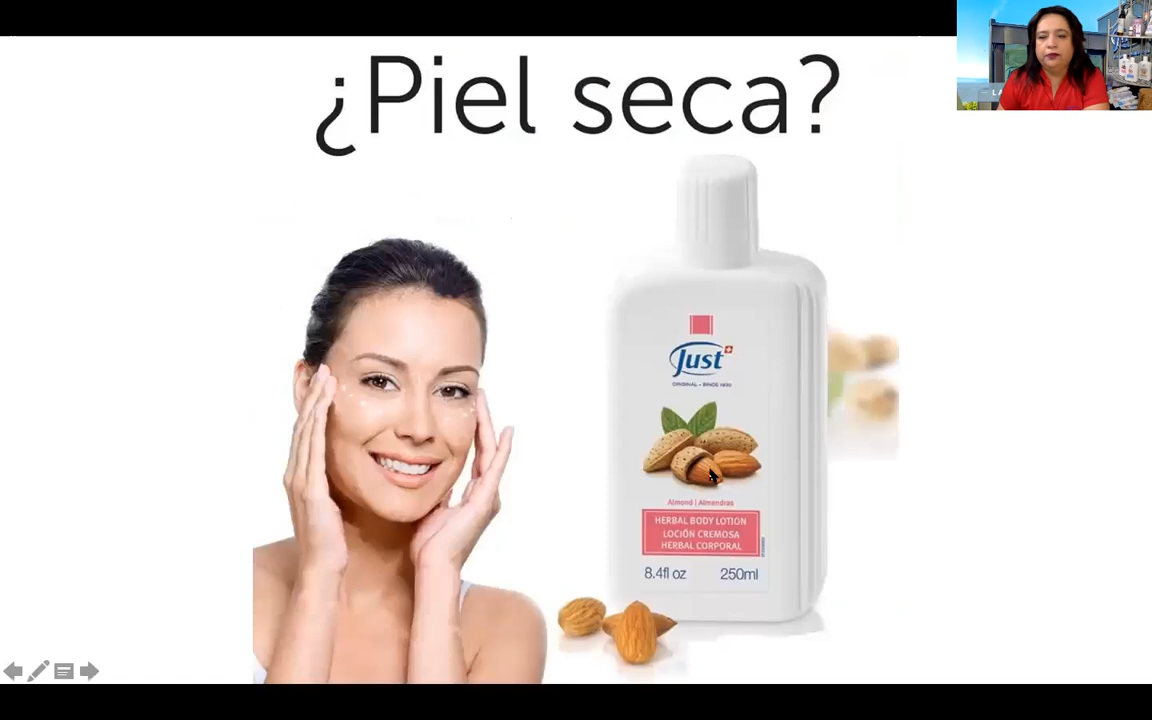 ¿Piel seca?
Just
ORIGINAL - SINCE 1930
Almond | Almendras
HERBAL BODY LOTION
LOCIÓN CREMOSA
HERBAL CORPORAL
8.4fl oz 250ml